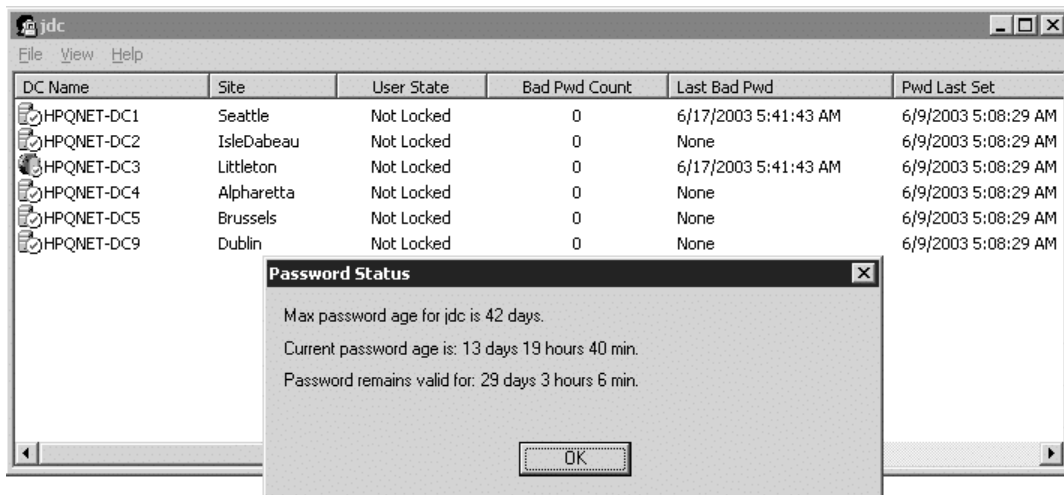 jdc
File View Help
DC Name Site User State Bad Pwd Count Last Bad Pwd Pwd Last Set
HPQNET-DC1 Seattle Not Locked 0 6/17/2003 5:41:43 AM 6/9/2003 5:08:29 AM
HPQNET-DC2 IsleDabeau Not Locked 0 None 6/9/2003 5:08:29 AM
HPQNET-DC3 Littleton Not Locked 0 6/17/2003 5:41:43 AM 6/9/2003 5:08:29 AM
HPQNET-DC4 Alpharetta Not Locked 0 None 6/9/2003 5:08:29 AM
HPQNET-DC5 Brussels Not Locked 0 None 6/9/2003 5:08:29 AM
HPQNET-DC9 Dublin Not Locked 0 None 6/9/2003 5:08:29 AM
Password Status
Max password age for jdc is 42 days.
Current password age is: 13 days 19 hours 40 min.
Password remains valid for: 29 days 3 hours 6 min.
OK